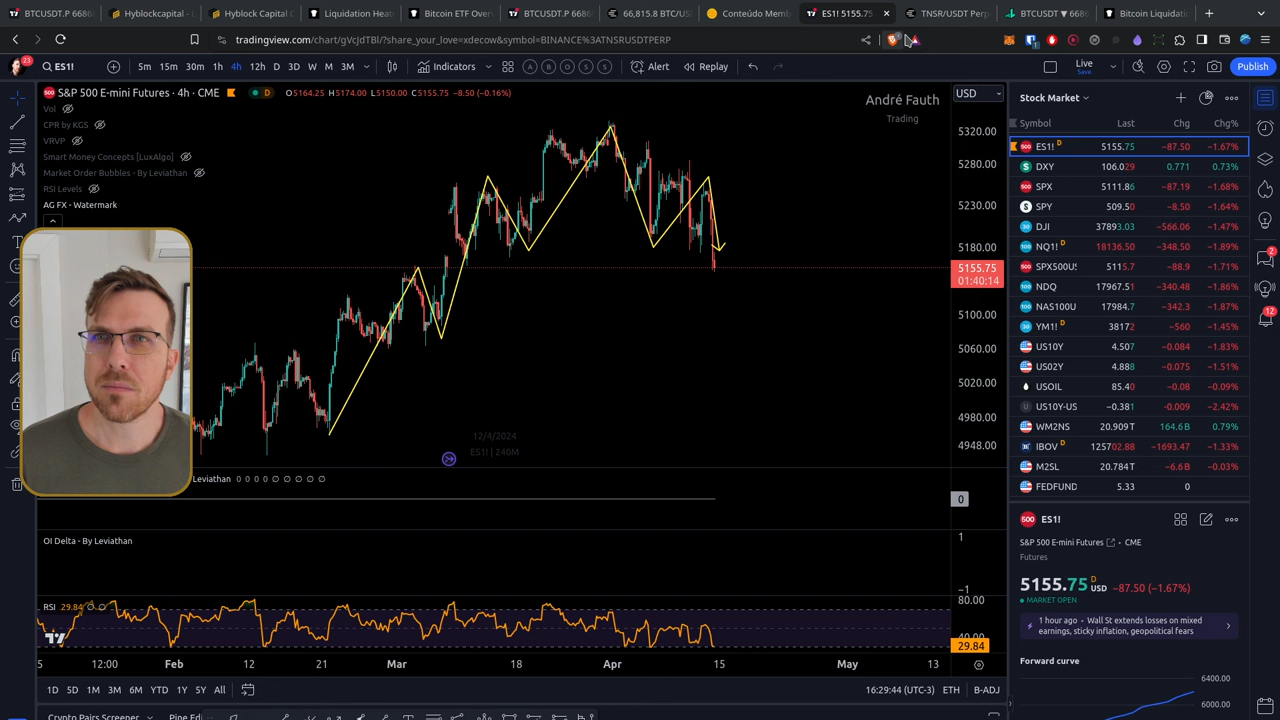 BTCUSDT.P 6686
Hyblockcapital - L
Hyblock Capital C
Liquidation Heat
Bitcoin ETF Over
BTCUSDT.P 6686
66,815.8 BTC/US
Conteúdo Memb
ES1! 5155.75
TNSR/USDT Perp
BTCUSDT ▼ 6686
Bitcoin Liquidatio
tradingview.com/chart/gVcJdTBl/?share_your_love=xdecow&symbol=BINANCE%3ATNSRUSDTPERP
23
ES1!
5m 15m 30m 1h 4h 12h D 3D W M 3M
Indicators
A B O S S
Alert
Replay
Live
Save
Publish
S&P 500 E-mini Futures · 4h · CME
D
O5164.25 H5174.00 L5150.00 C5155.75 −8.50 (−0.16%)
Vol
CPR by KGS
VRVP
Smart Money Concepts [LuxAlgo]
Market Order Bubbles - By Leviathan
RSI Levels
AG FX - Watermark
André Fauth
Trading
USD
5320.00
5280.00
5230.00
5180.00
5155.75
01:40:14
5100.00
5060.00
5020.00
4980.00
4948.00
12/4/2024
ES1! | 240M
Leviathan 0 0 0 0 ∅ ∅ ∅ ∅ ∅
0
OI Delta - By Leviathan
1
−1
RSI 29.84 ∅ ∅
80.00
40.00
29.84
5 12:00 Feb 12 21 Mar 18 Apr 15 May 13
1D 5D 1M 3M 6M YTD 1Y 5Y All
16:29:44 (UTC-3) ETH B-ADJ
Crypto Pairs Screener
Pine Edi
Stock Market
Symbol Last Chg Chg%
ES1! D 5155.75 −87.50 −1.67%
DXY 106.029 0.771 0.73%
SPX 5111.86 −87.19 −1.68%
SPY 509.50 −8.50 −1.64%
DJI 37893.03 −566.06 −1.47%
NQ1! D 18136.50 −348.50 −1.89%
SPX500US 5115.7 −88.9 −1.71%
NDQ 17967.51 −340.48 −1.86%
NAS100U 17984.7 −342.3 −1.87%
YM1! D 38172 −560 −1.45%
US10Y 4.507 −0.084 −1.83%
US02Y 4.888 −0.075 −1.51%
USOIL 85.40 −0.08 −0.09%
US10Y-US −0.381 −0.009 −2.42%
WM2NS 20.909T 164.6B 0.79%
IBOV D 125702.88 −1693.47 −1.33%
M2SL 20.784T −6.6B −0.03%
FEDFUND 5.33 0
500 ES1!
S&P 500 E-mini Futures · CME
Futures
5155.75 D USD −87.50 (−1.67%)
MARKET OPEN
1 hour ago · Wall St extends losses on mixed
earnings, sticky inflation, geopolitical fears
Forward curve
6400.00
6000.00
2
12